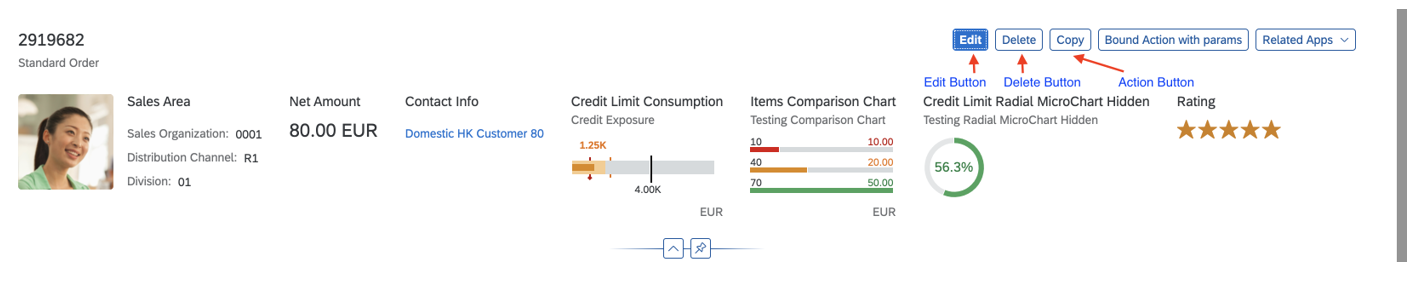 2919682
Standard Order
Edit
Delete
Copy
Bound Action with params
Related Apps
Edit Button
Delete Button
Action Button
Sales Area
Sales Organization: 0001
Distribution Channel: R1
Division: 01
Net Amount
80.00 EUR
Contact Info
Domestic HK Customer 80
Credit Limit Consumption
Credit Exposure
1.25K
4.00K
EUR
Items Comparison Chart
Testing Comparison Chart
10 10.00
40 20.00
70 50.00
EUR
Credit Limit Radial MicroChart Hidden
Testing Radial MicroChart Hidden
56.3%
Rating